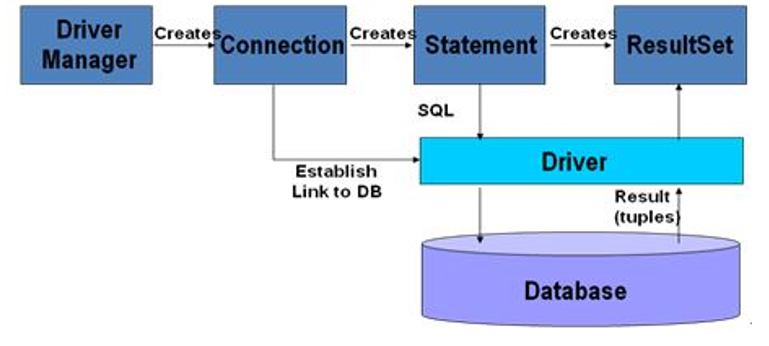 Driver
Manager
Creates
Connection
Creates
Statement
Creates
ResultSet
SQL
Driver
Establish
Link to DB
Result
(tuples)
Database